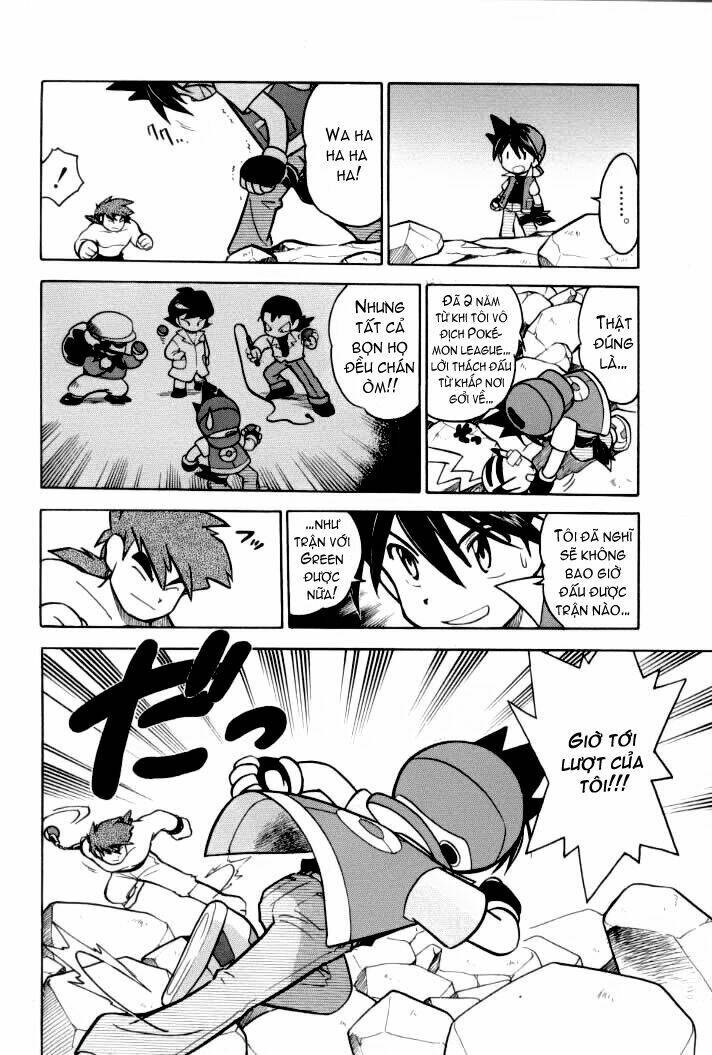 .......
WA HA
HA HA
HA!
!
THẬT
ĐÚNG
LÀ...
ĐÃ 2 NĂM
TỪ KHI TÔI VÔ
ĐỊCH POKÉ-
MON LEAGUE...
LỜI THÁCH ĐẤU
TỪ KHẮP NƠI
GỞI VỀ...
NHƯNG
TẤT CẢ
BỌN HỌ
ĐỀU CHÁN
ỐM!!
TÔI ĐÃ NGHĨ
SẼ KHÔNG
BAO GIỜ
ĐẤU ĐƯỢC
TRẬN NÀO...
...NHƯ
TRẬN VỚI
GREEN
ĐƯỢC
NỮA!
GIỜ TỚI
LƯỢT CỦA
TÔI!!!
だっ